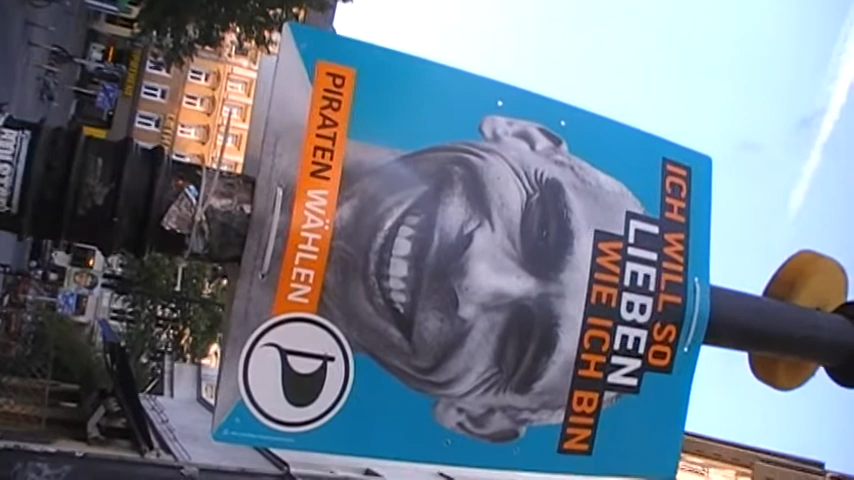 ICH WILL SO
LIEBEN
WIE ICH BIN
PIRATEN WÄHLEN